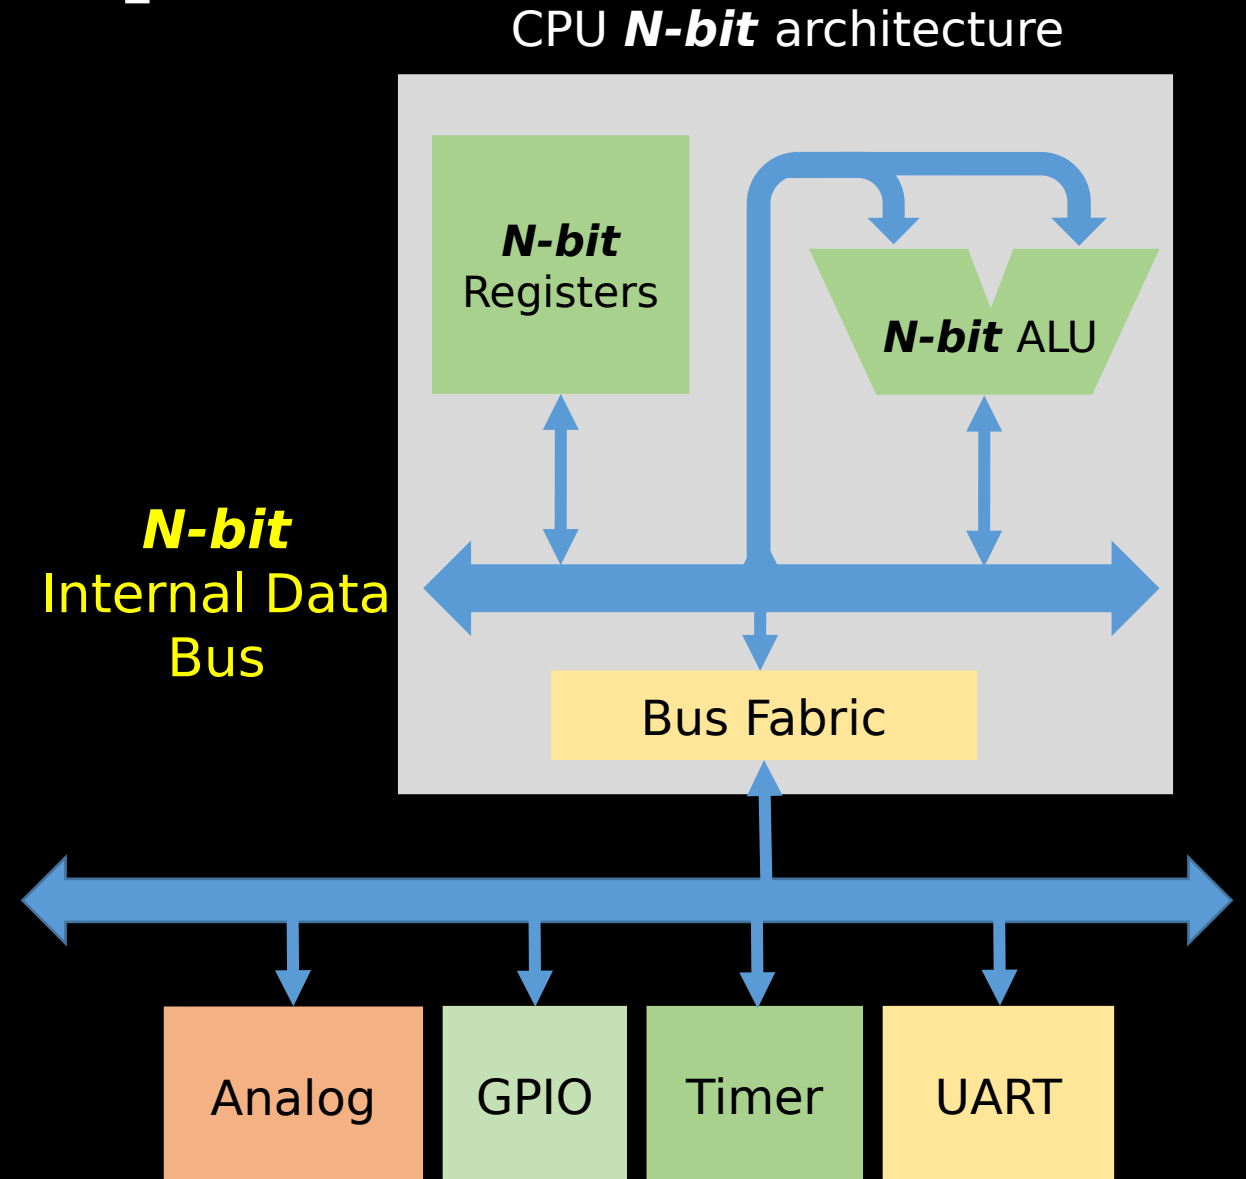 CPU N-bit architecture
N-bit
Registers
N-bit ALU
N-bit
Internal Data
Bus
Bus Fabric
Analog
GPIO
Timer
UART